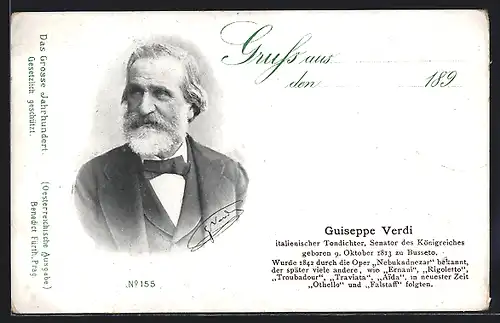 Gruss aus
den 189
Das Grosse Jahrhundert. (Oesterreichische Ausgabe)
Gesetzlich geschützt. Benedict Fürth, Prag
No 155
Guiseppe Verdi
italienischer Tondichter, Senator des Königreiches
geboren 9. Oktober 1813 zu Busseto.
Wurde 1842 durch die Oper „Nebukadnezar" bekannt,
der später viele andere, wie „Ernani", „Rigoletto",
„Troubadour", „Traviata", „Aïda", in neuester Zeit
„Othello" und „Falstaff" folgten.